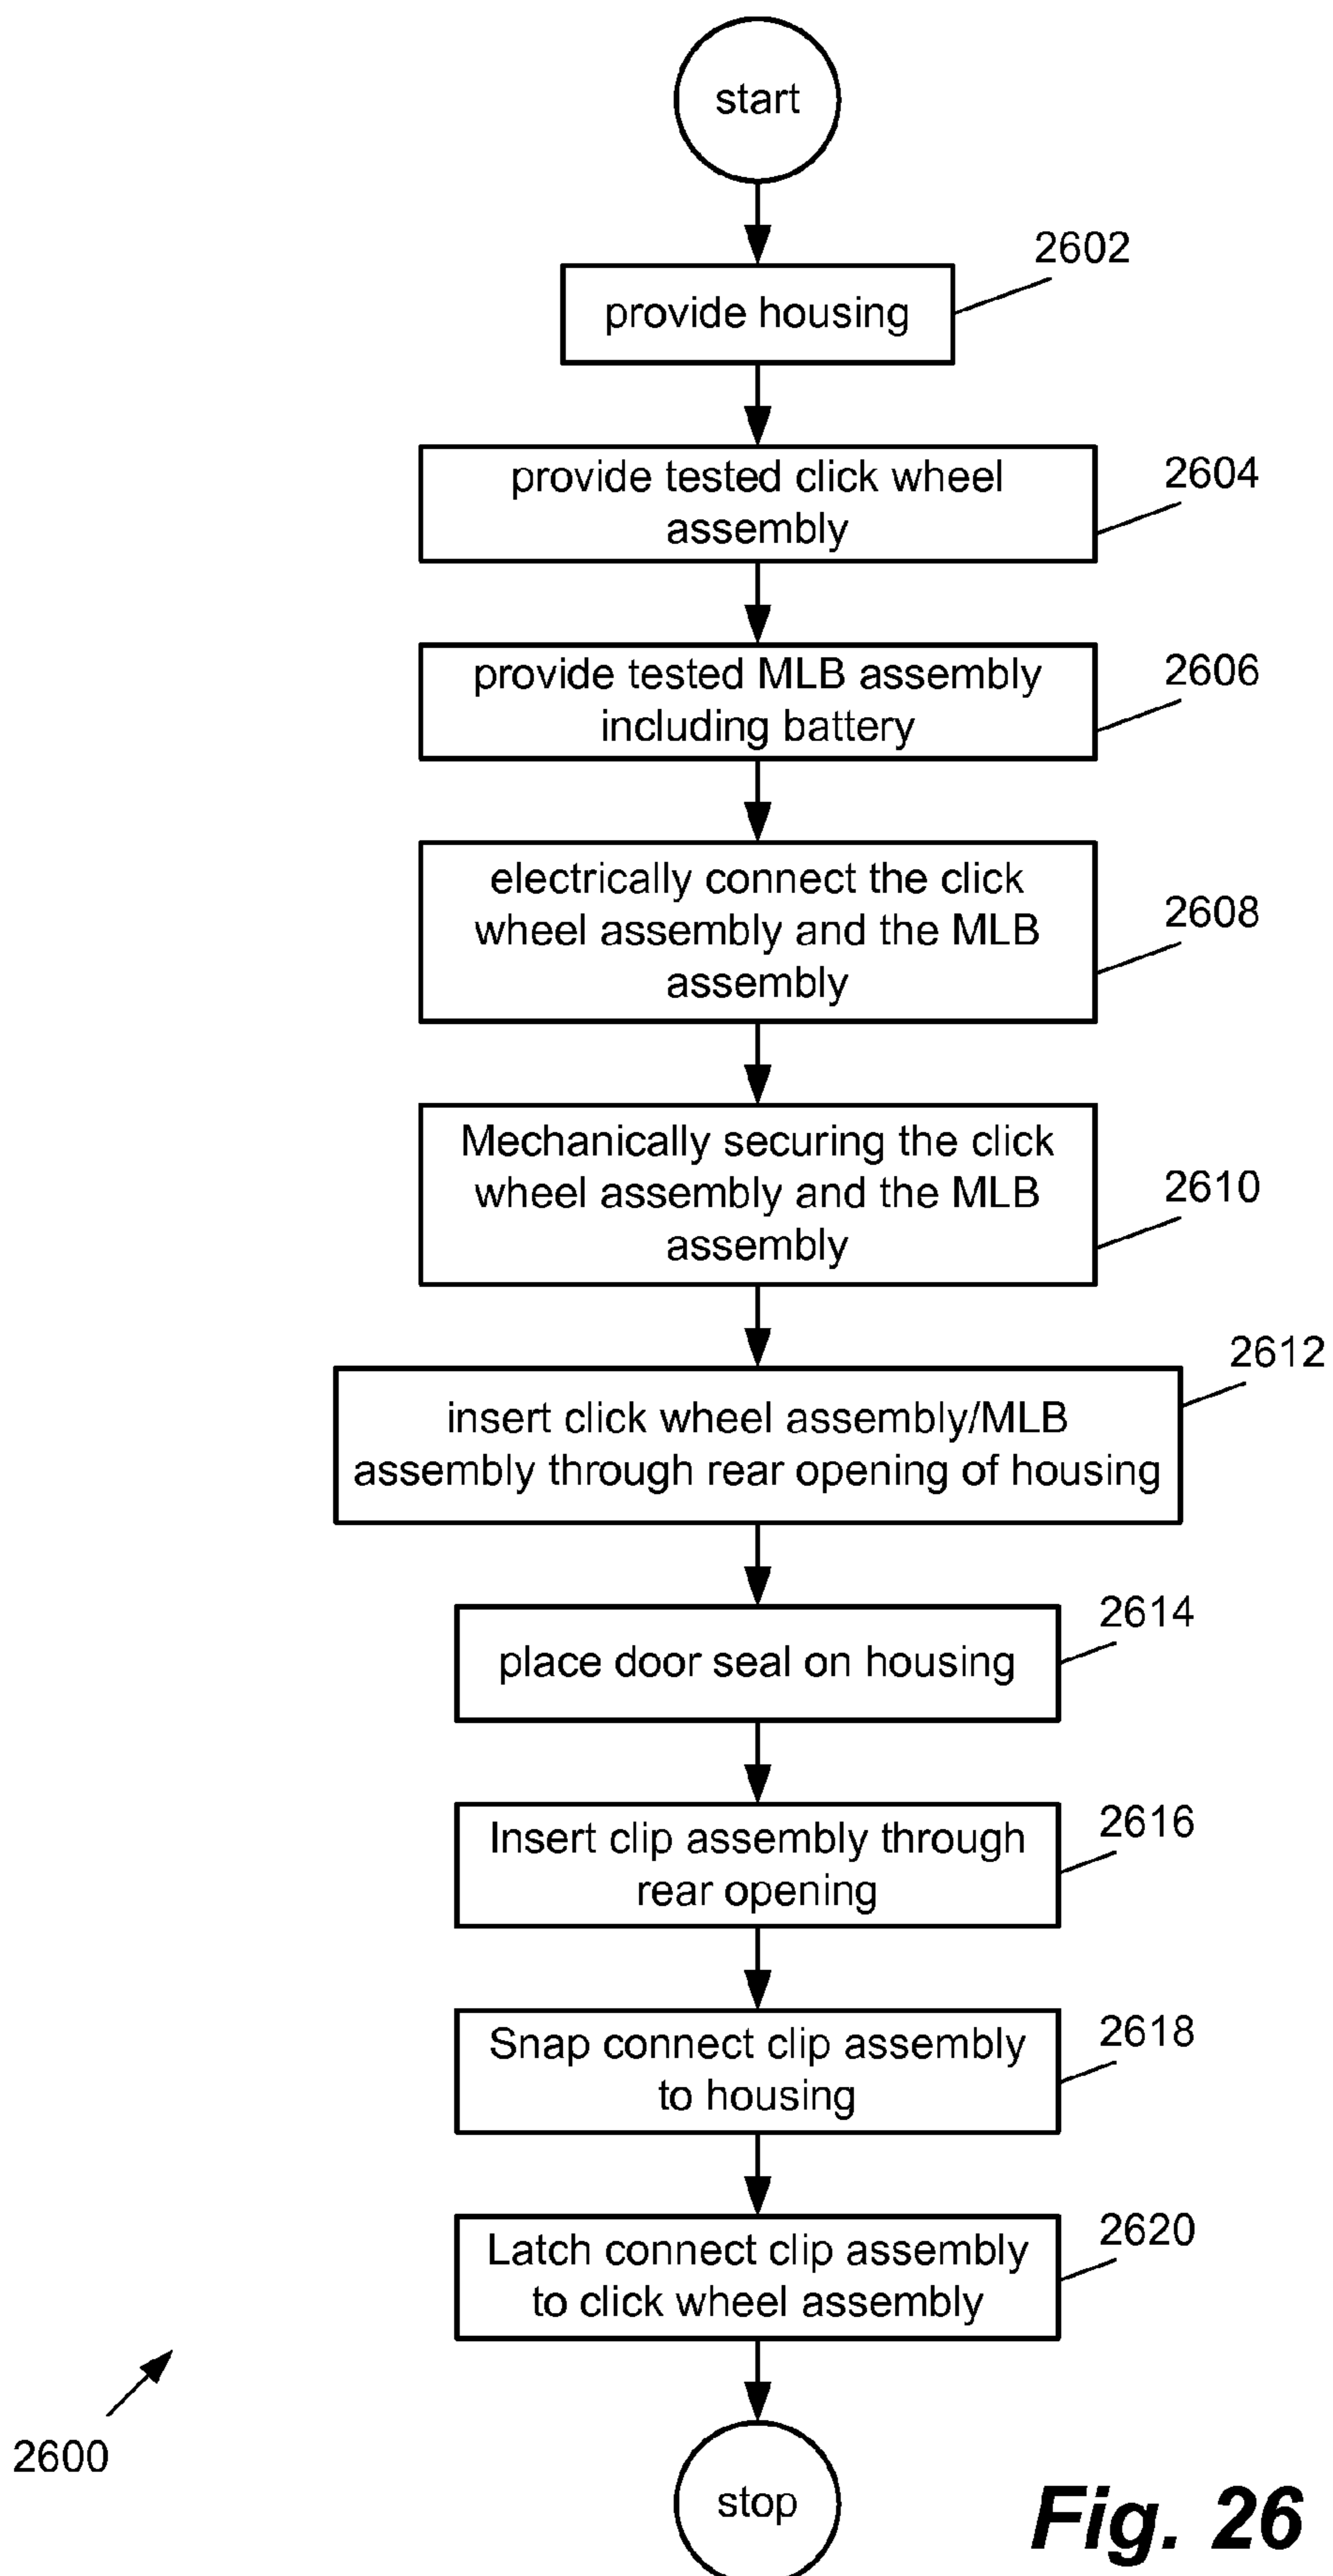 start
2602
provide housing
2604
provide tested click wheel
assembly
2606
provide tested MLB assembly
including battery
2608
electrically connect the click
wheel assembly and the MLB
assembly
2610
Mechanically securing the click
wheel assembly and the MLB
assembly
2612
insert click wheel assembly/MLB
assembly through rear opening of housing
2614
place door seal on housing
2616
Insert clip assembly through
rear opening
2618
Snap connect clip assembly
to housing
2620
Latch connect clip assembly
to click wheel assembly
2600
stop
Fig. 26